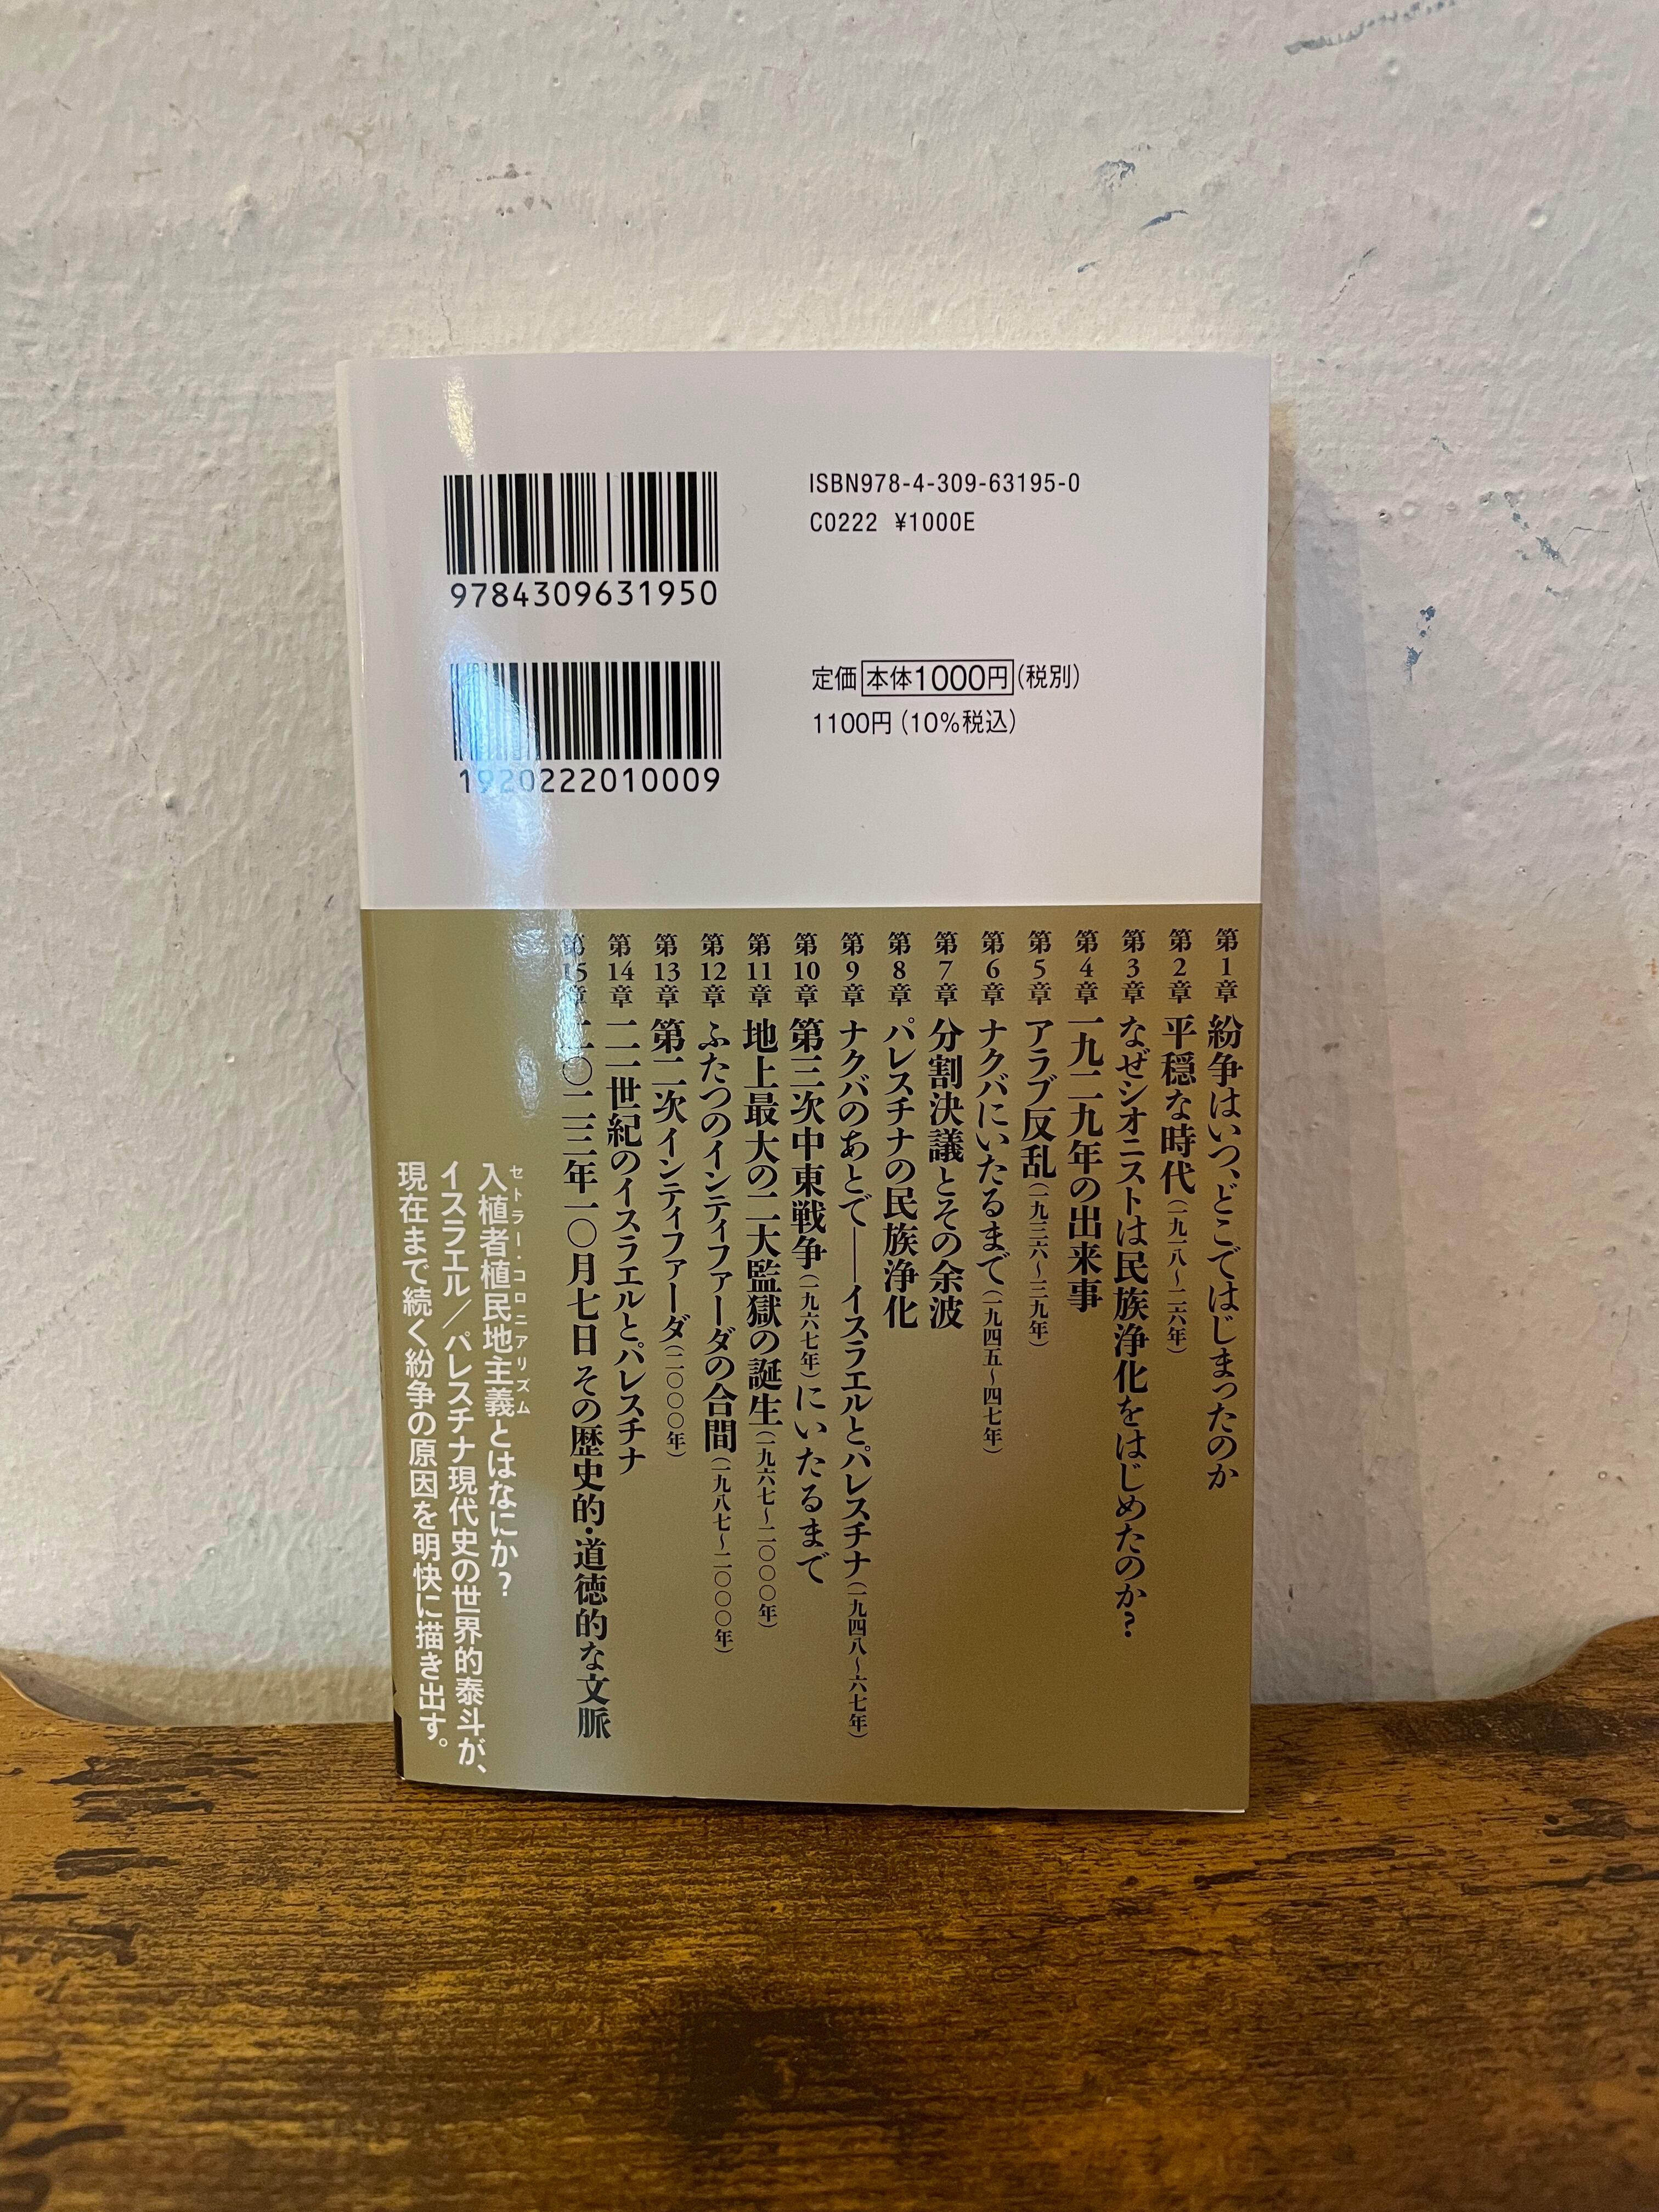 9784309631950
ISBN978-4-309-63195-0
C0222 ¥1000E
1920222010009
定価 本体1000円(税別)
1100円(10%税込)
第1章 紛争はいつ、どこではじまったのか
第2章 平穏な時代(一九一八〜二六年)
第3章 なぜシオニストは民族浄化をはじめたのか?
第4章 一九二九年の出来事
第5章 アラブ反乱(一九三六〜三九年)
第6章 ナクバにいたるまで(一九四五〜四七年)
第7章 分割決議とその余波
第8章 パレスチナの民族浄化
第9章 ナクバのあとで――イスラエルとパレスチナ(一九四八〜六七年)
第10章 第三次中東戦争(一九六七年)にいたるまで
第11章 地上最大の二大監獄の誕生(一九六七〜二〇〇〇年)
第12章 ふたつのインティファーダの合間(一九八七〜二〇〇〇年)
第13章 第二次インティファーダ(二〇〇〇年)
第14章 二一世紀のイスラエルとパレスチナ
第15章 二〇二三年一〇月七日 その歴史的・道徳的な文脈
セトラー・コロニアリズム
入植者植民地主義とはなにか?
イスラエル/パレスチナ現代史の世界的泰斗が、
現在まで続く紛争の原因を明快に描き出す。